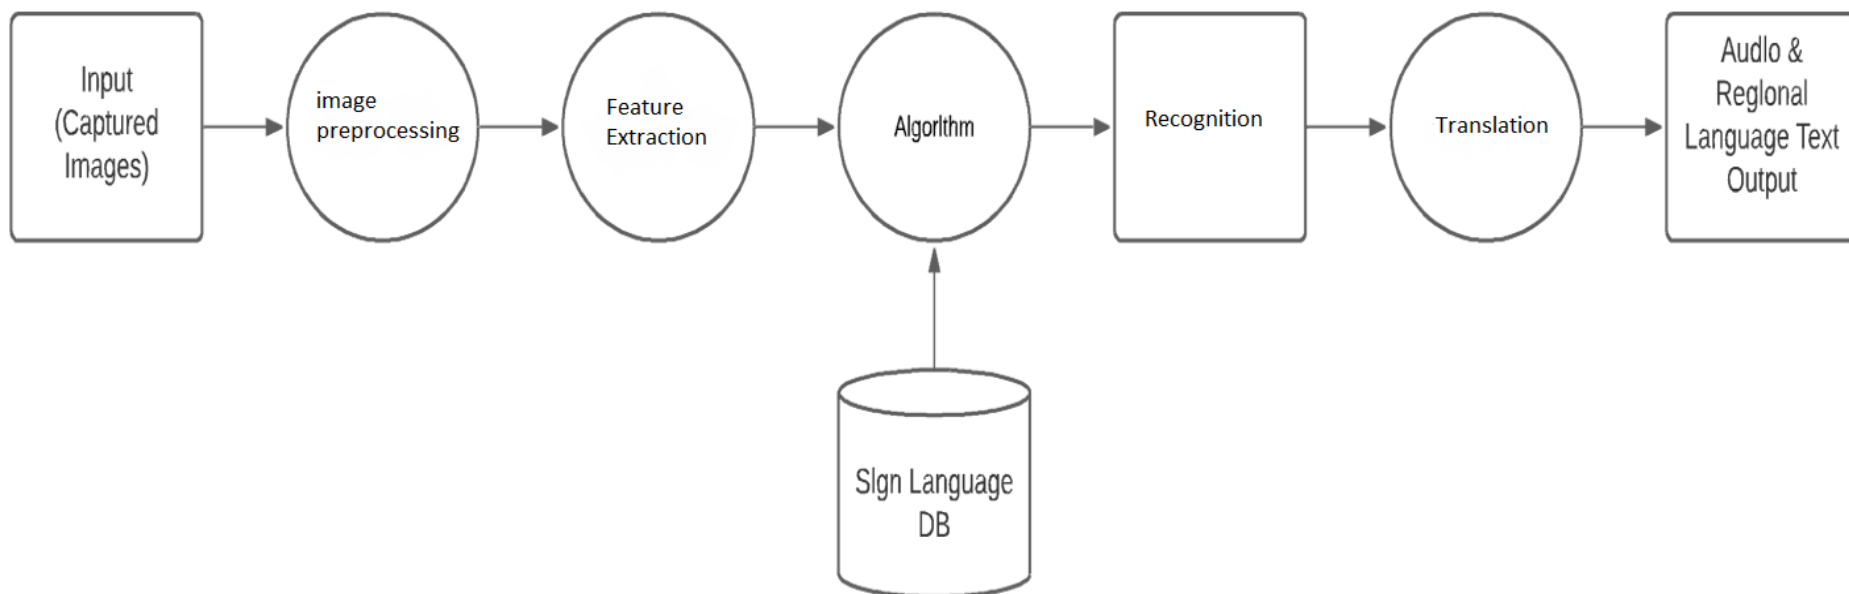 Input
(Captured
Images)
image
preprocessing
Feature
Extraction
Algorithm
Recognition
Translation
Audio &
Regional
Language Text
Output
Sign Language
DB